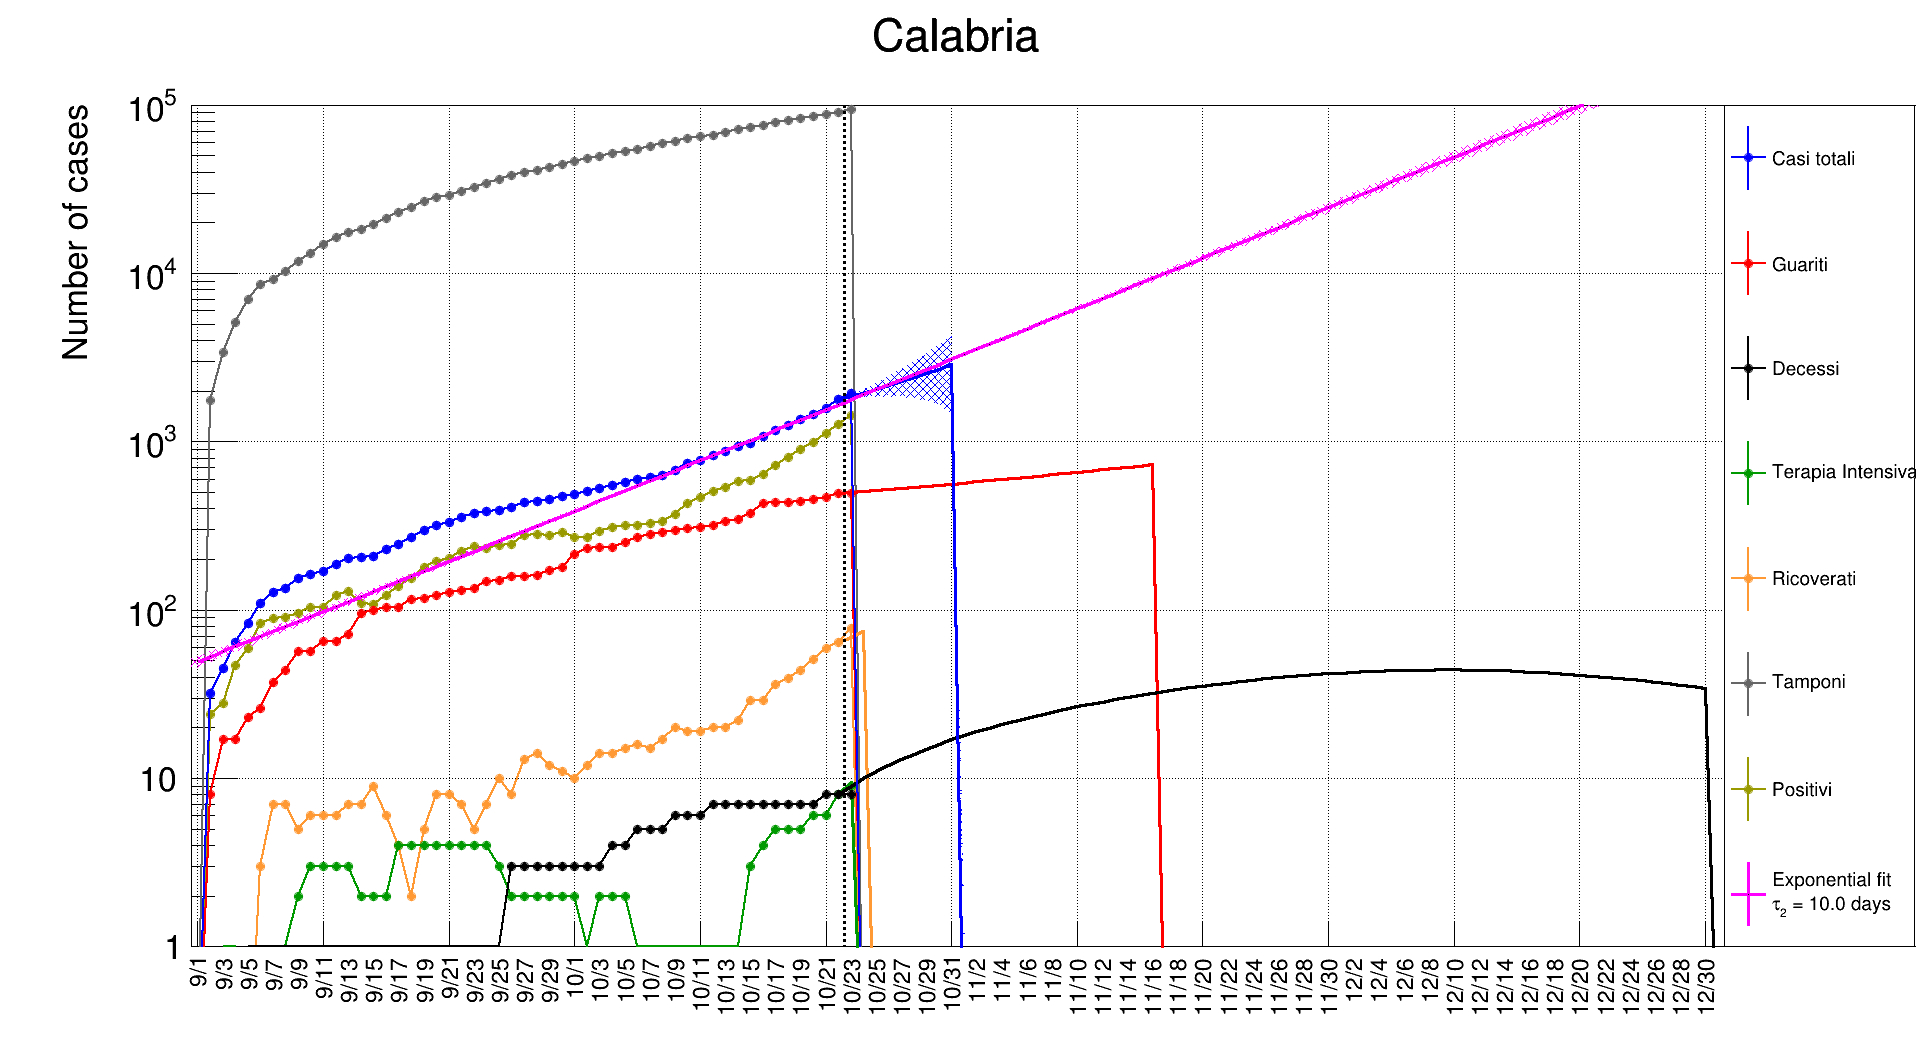 Calabria
Number of cases
10^5
10^4
10^3
10^2
10
1
9/1 9/3 9/5 9/7 9/9 9/11 9/13 9/15 9/17 9/19 9/21 9/23 9/25 9/27 9/29 10/1 10/3 10/5 10/7 10/9 10/11 10/13 10/15 10/17 10/19 10/21 10/23 10/25 10/27 10/29 10/31 11/2 11/4 11/6 11/8 11/10 11/12 11/14 11/16 11/18 11/20 11/22 11/24 11/26 11/28 11/30 12/2 12/4 12/6 12/8 12/10 12/12 12/14 12/16 12/18 12/20 12/22 12/24 12/26 12/28 12/30
Casi totali
Guariti
Decessi
Terapia Intensiva
Ricoverati
Tamponi
Positivi
Exponential fit
τ_2 = 10.0 days